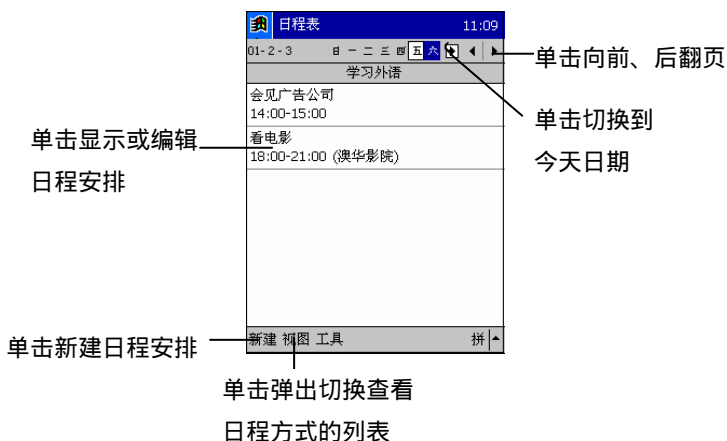 日程表 11:09
01-2-3 日 一 二 三 四 五 六
学习外语
会见广告公司
14:00-15:00
看电影
18:00-21:00 (澳华影院)
新建 视图 工具 拼
单击向前、后翻页
单击切换到
今天日期
单击显示或编辑
日程安排
单击新建日程安排
单击弹出切换查看
日程方式的列表